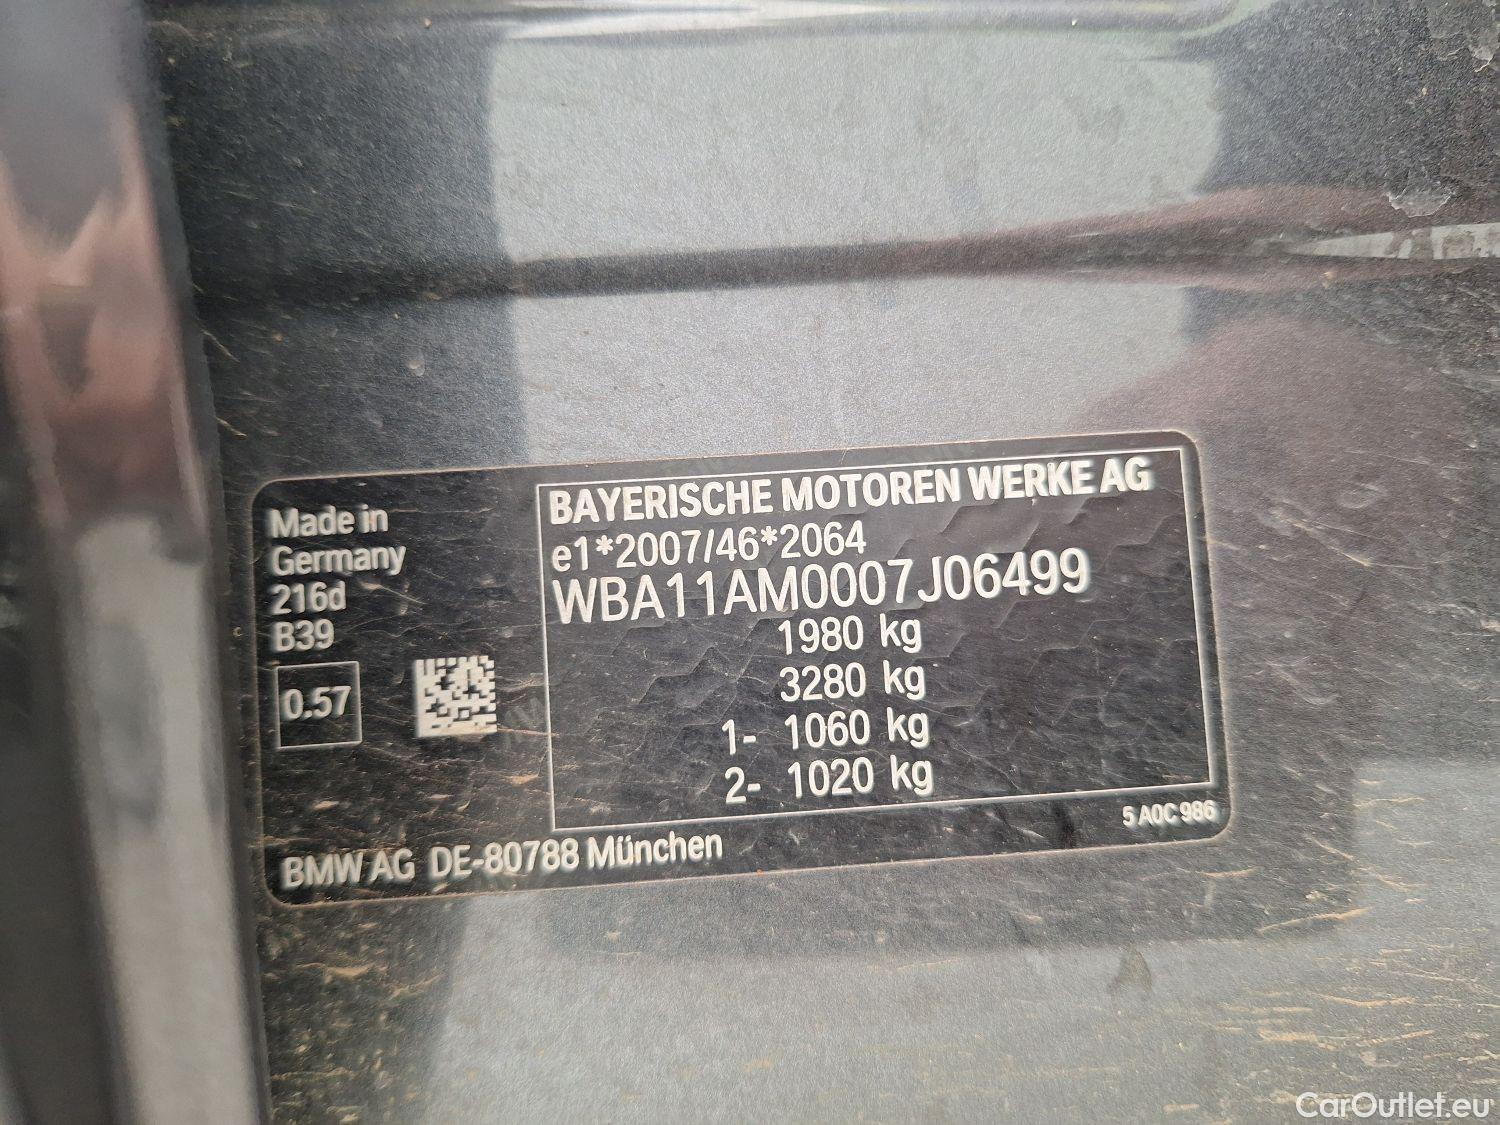 Made in
Germany
216d
B39
0.57
BAYERISCHE MOTOREN WERKE AG
e1*2007/46*2064
WBA11AM0007J06499
1980 kg
3280 kg
1- 1060 kg
2- 1020 kg
5 A0C 986
BMW AG DE-80788 München
CarOutlet.eu